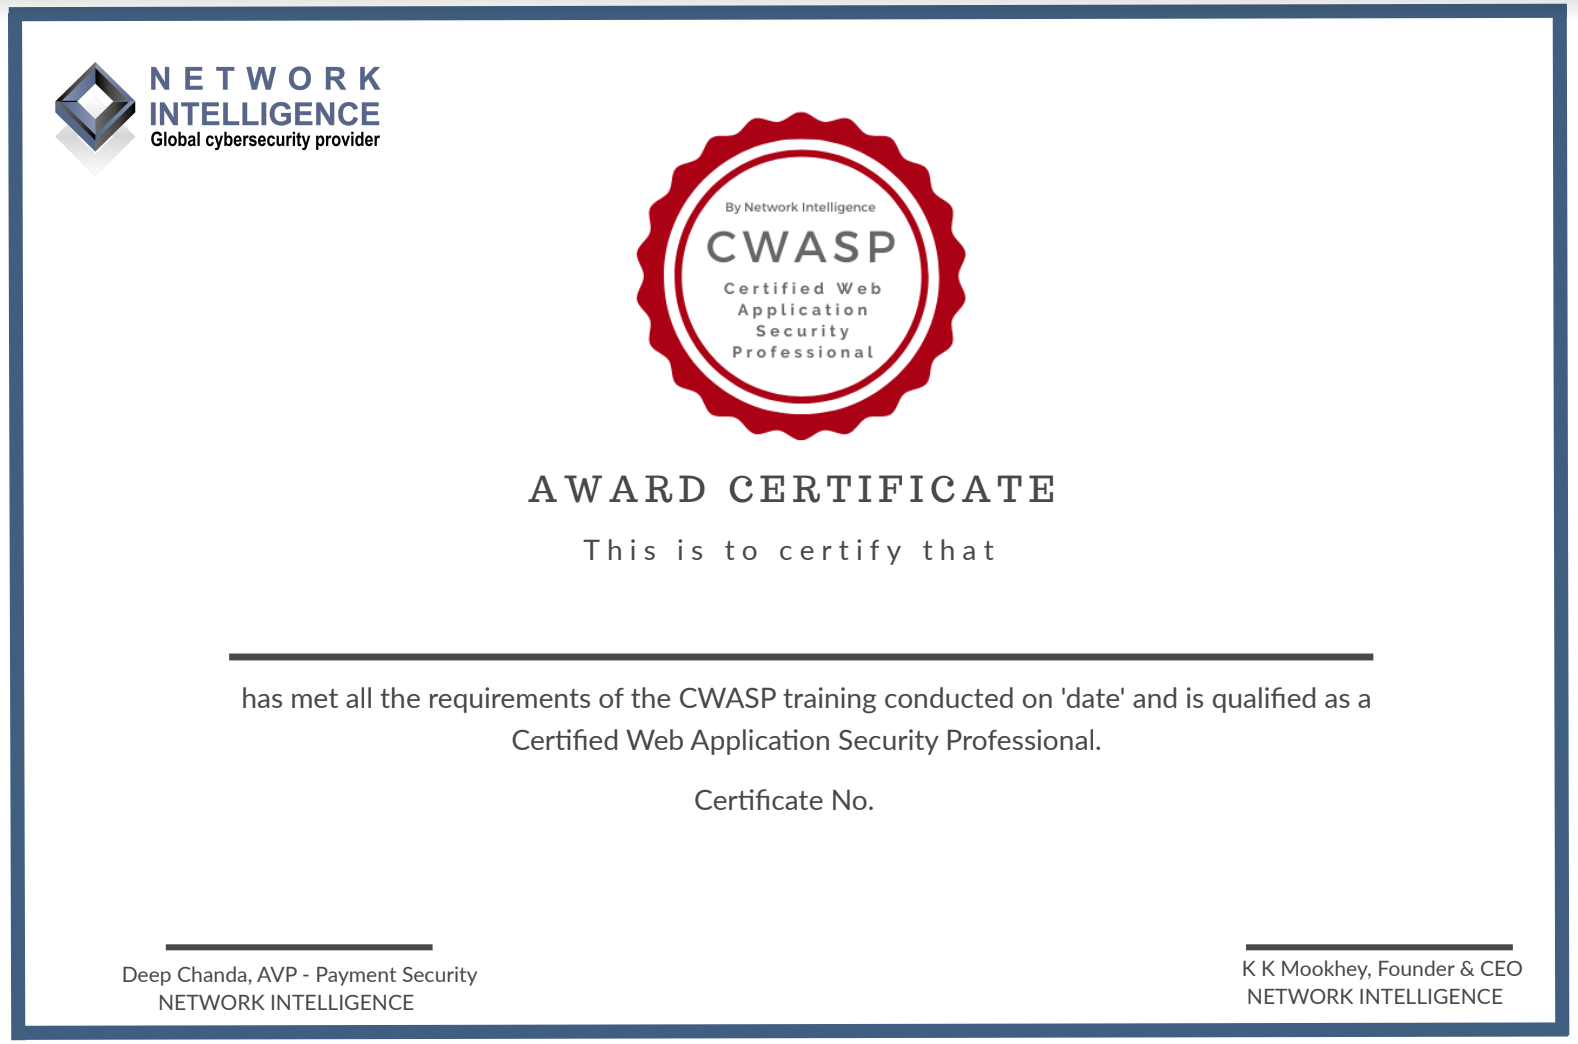 NETWORK
INTELLIGENCE
Global cybersecurity provider
By Network Intelligence
CWASP
Certified Web
Application
Security
Professional
AWARD CERTIFICATE
This is to certify that
has met all the requirements of the CWASP training conducted on 'date' and is qualified as a
Certified Web Application Security Professional.
Certificate No.
Deep Chanda, AVP - Payment Security
NETWORK INTELLIGENCE
K K Mookhey, Founder & CEO
NETWORK INTELLIGENCE